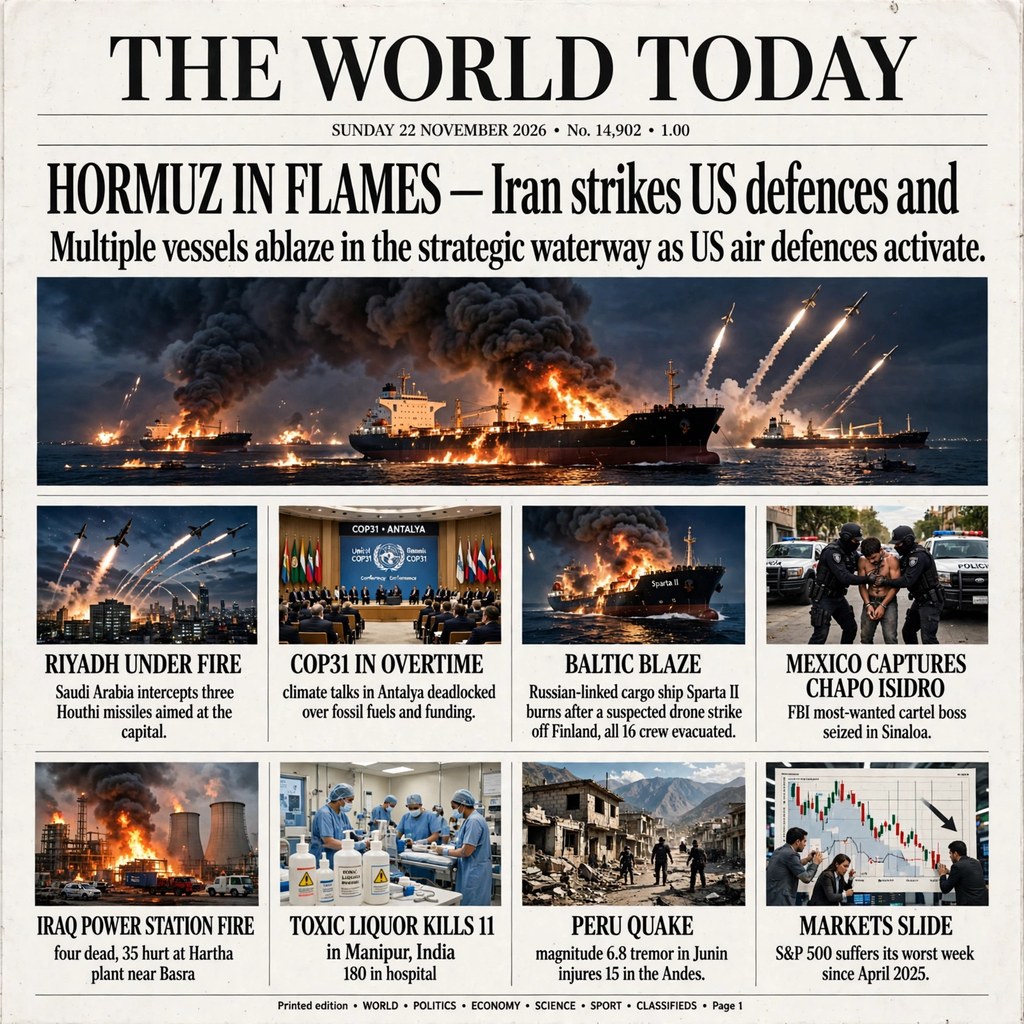 THE WORLD TODAY
SUNDAY 22 NOVEMBER 2026 • No. 14,902 • 1.00
HORMUZ IN FLAMES — Iran strikes US defences and
Multiple vessels ablaze in the strategic waterway as US air defences activate.
RIYADH UNDER FIRE
Saudi Arabia intercepts three
Houthi missiles aimed at the
capital.
COP31 • ANTALYA
COP31
COP31 IN OVERTIME
climate talks in Antalya deadlocked
over fossil fuels and funding.
Sparta II
BALTIC BLAZE
Russian-linked cargo ship Sparta II
burns after a suspected drone strike
off Finland, all 16 crew evacuated.
POLIC
MEXICO CAPTURES
CHAPO ISIDRO
FBI most-wanted cartel boss
seized in Sinaloa.
IRAQ POWER STATION FIRE
four dead, 35 hurt at Hartha
plant near Basra
TOXIC LIQUOR KILLS 11
in Manipur, India
180 in hospital
PERU QUAKE
magnitude 6.8 tremor in Junin
injures 15 in the Andes.
MARKETS SLIDE
S&P 500 suffers its worst week
since April 2025.
Printed edition • WORLD • POLITICS • ECONOMY • SCIENCE • SPORT • CLASSIFIEDS • Page 1